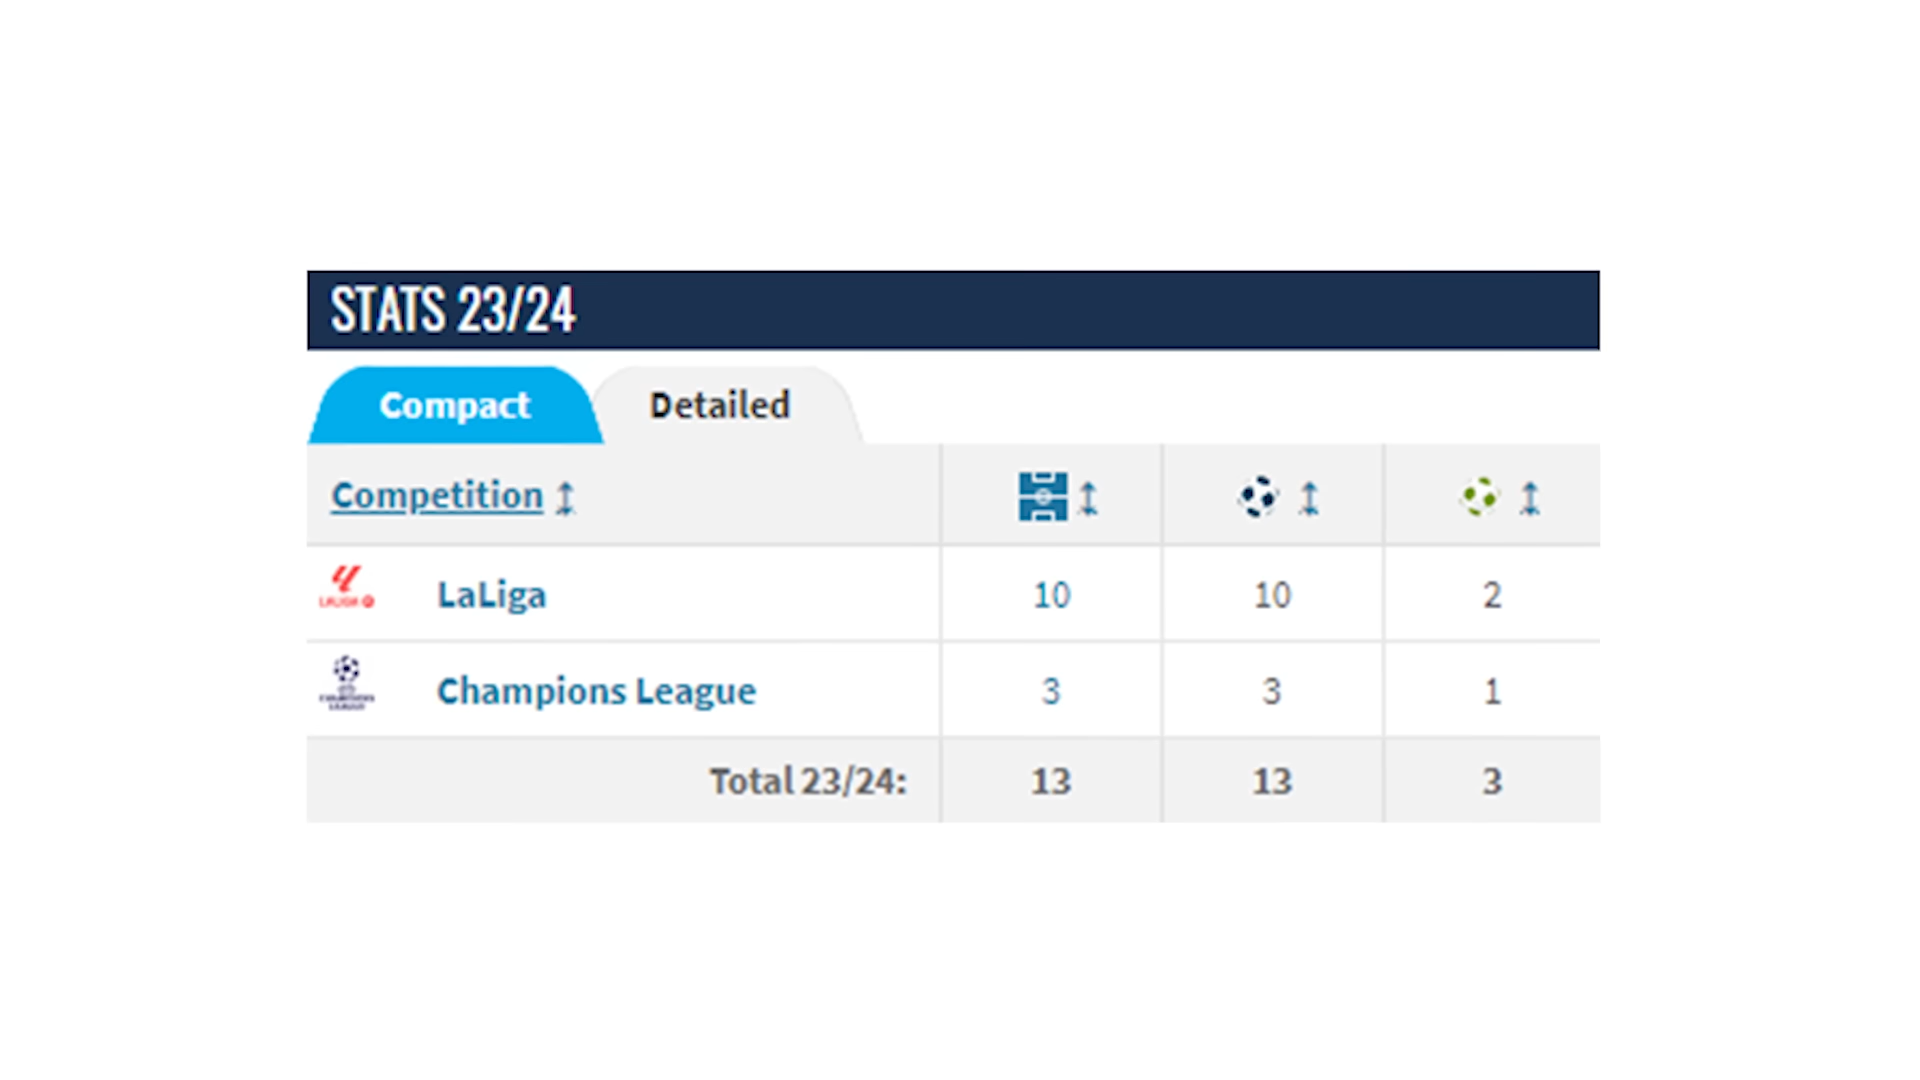 STATS 23/24
Compact Detailed
Competition
LaLiga 10 10 2
Champions League 3 3 1
Total 23/24: 13 13 3